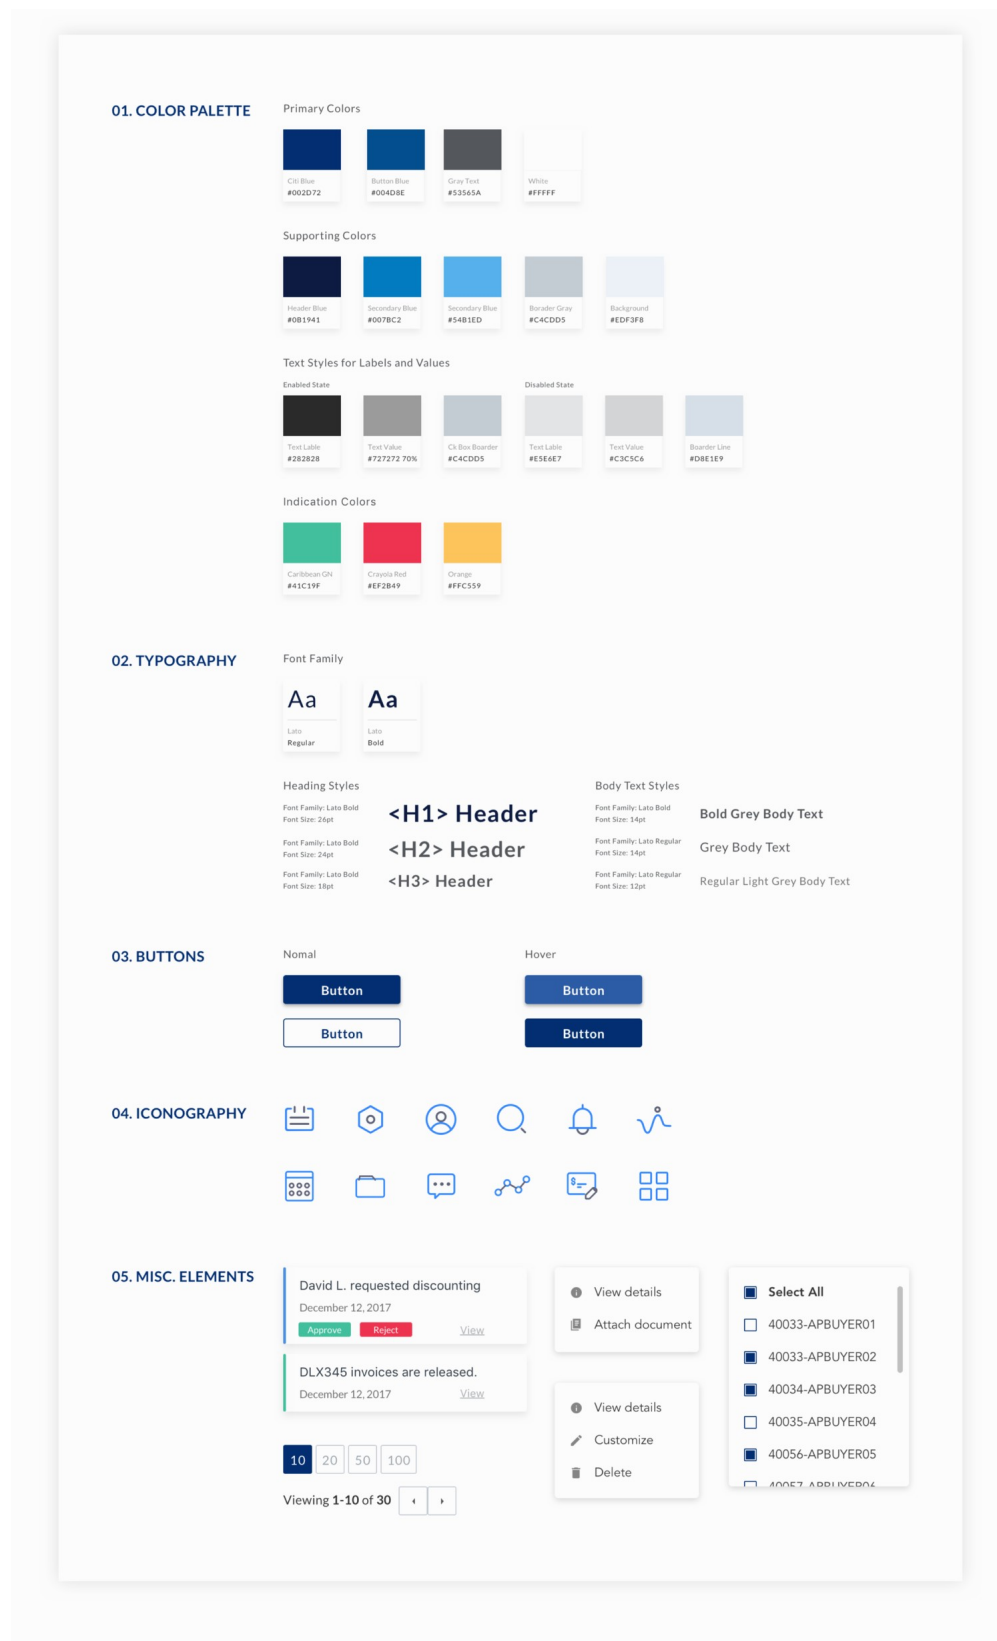 01. COLOR PALETTE
Primary Colors
Citi Blue
#002D72
Button Blue
#004D8E
Gray Text
#53565A
White
#FFFFF
Supporting Colors
Header Blue
#0B1941
Secondary Blue
#007BC2
Secondary Blue
#54B1ED
Borader Gray
#C4CDD5
Background
#EDF3F8
Text Styles for Labels and Values
Enabled State
Disabled State
Text Lable
#282828
Text Value
#727272 70%
Ck Box Boarder
#C4CDD5
Text Lable
#E5E6E7
Text Value
#C3C5C6
Boarder Line
#D8E1E9
Indication Colors
Caribbean GN
#41C19F
Crayola Red
#EF2B49
Orange
#FFC559
02. TYPOGRAPHY
Font Family
Aa
Lato
Regular
Aa
Lato
Bold
Heading Styles
Font Family: Lato Bold
Font Size: 26pt
<H1> Header
Font Family: Lato Bold
Font Size: 24pt
<H2> Header
Font Family: Lato Bold
Font Size: 18pt
<H3> Header
Body Text Styles
Font Family: Lato Bold
Font Size: 14pt
Bold Grey Body Text
Font Family: Lato Regular
Font Size: 14pt
Grey Body Text
Font Family: Lato Regular
Font Size: 12pt
Regular Light Grey Body Text
03. BUTTONS
Nomal
Hover
Button
Button
Button
Button
04. ICONOGRAPHY
$
05. MISC. ELEMENTS
David L. requested discounting
December 12, 2017
Approve
Reject
View
DLX345 invoices are released.
December 12, 2017
View
10
20
50
100
Viewing 1-10 of 30
View details
Attach document
View details
Customize
Delete
Select All
40033-APBUYER01
40033-APBUYER02
40034-APBUYER03
40035-APBUYER04
40056-APBUYER05
40057-APBUYER06